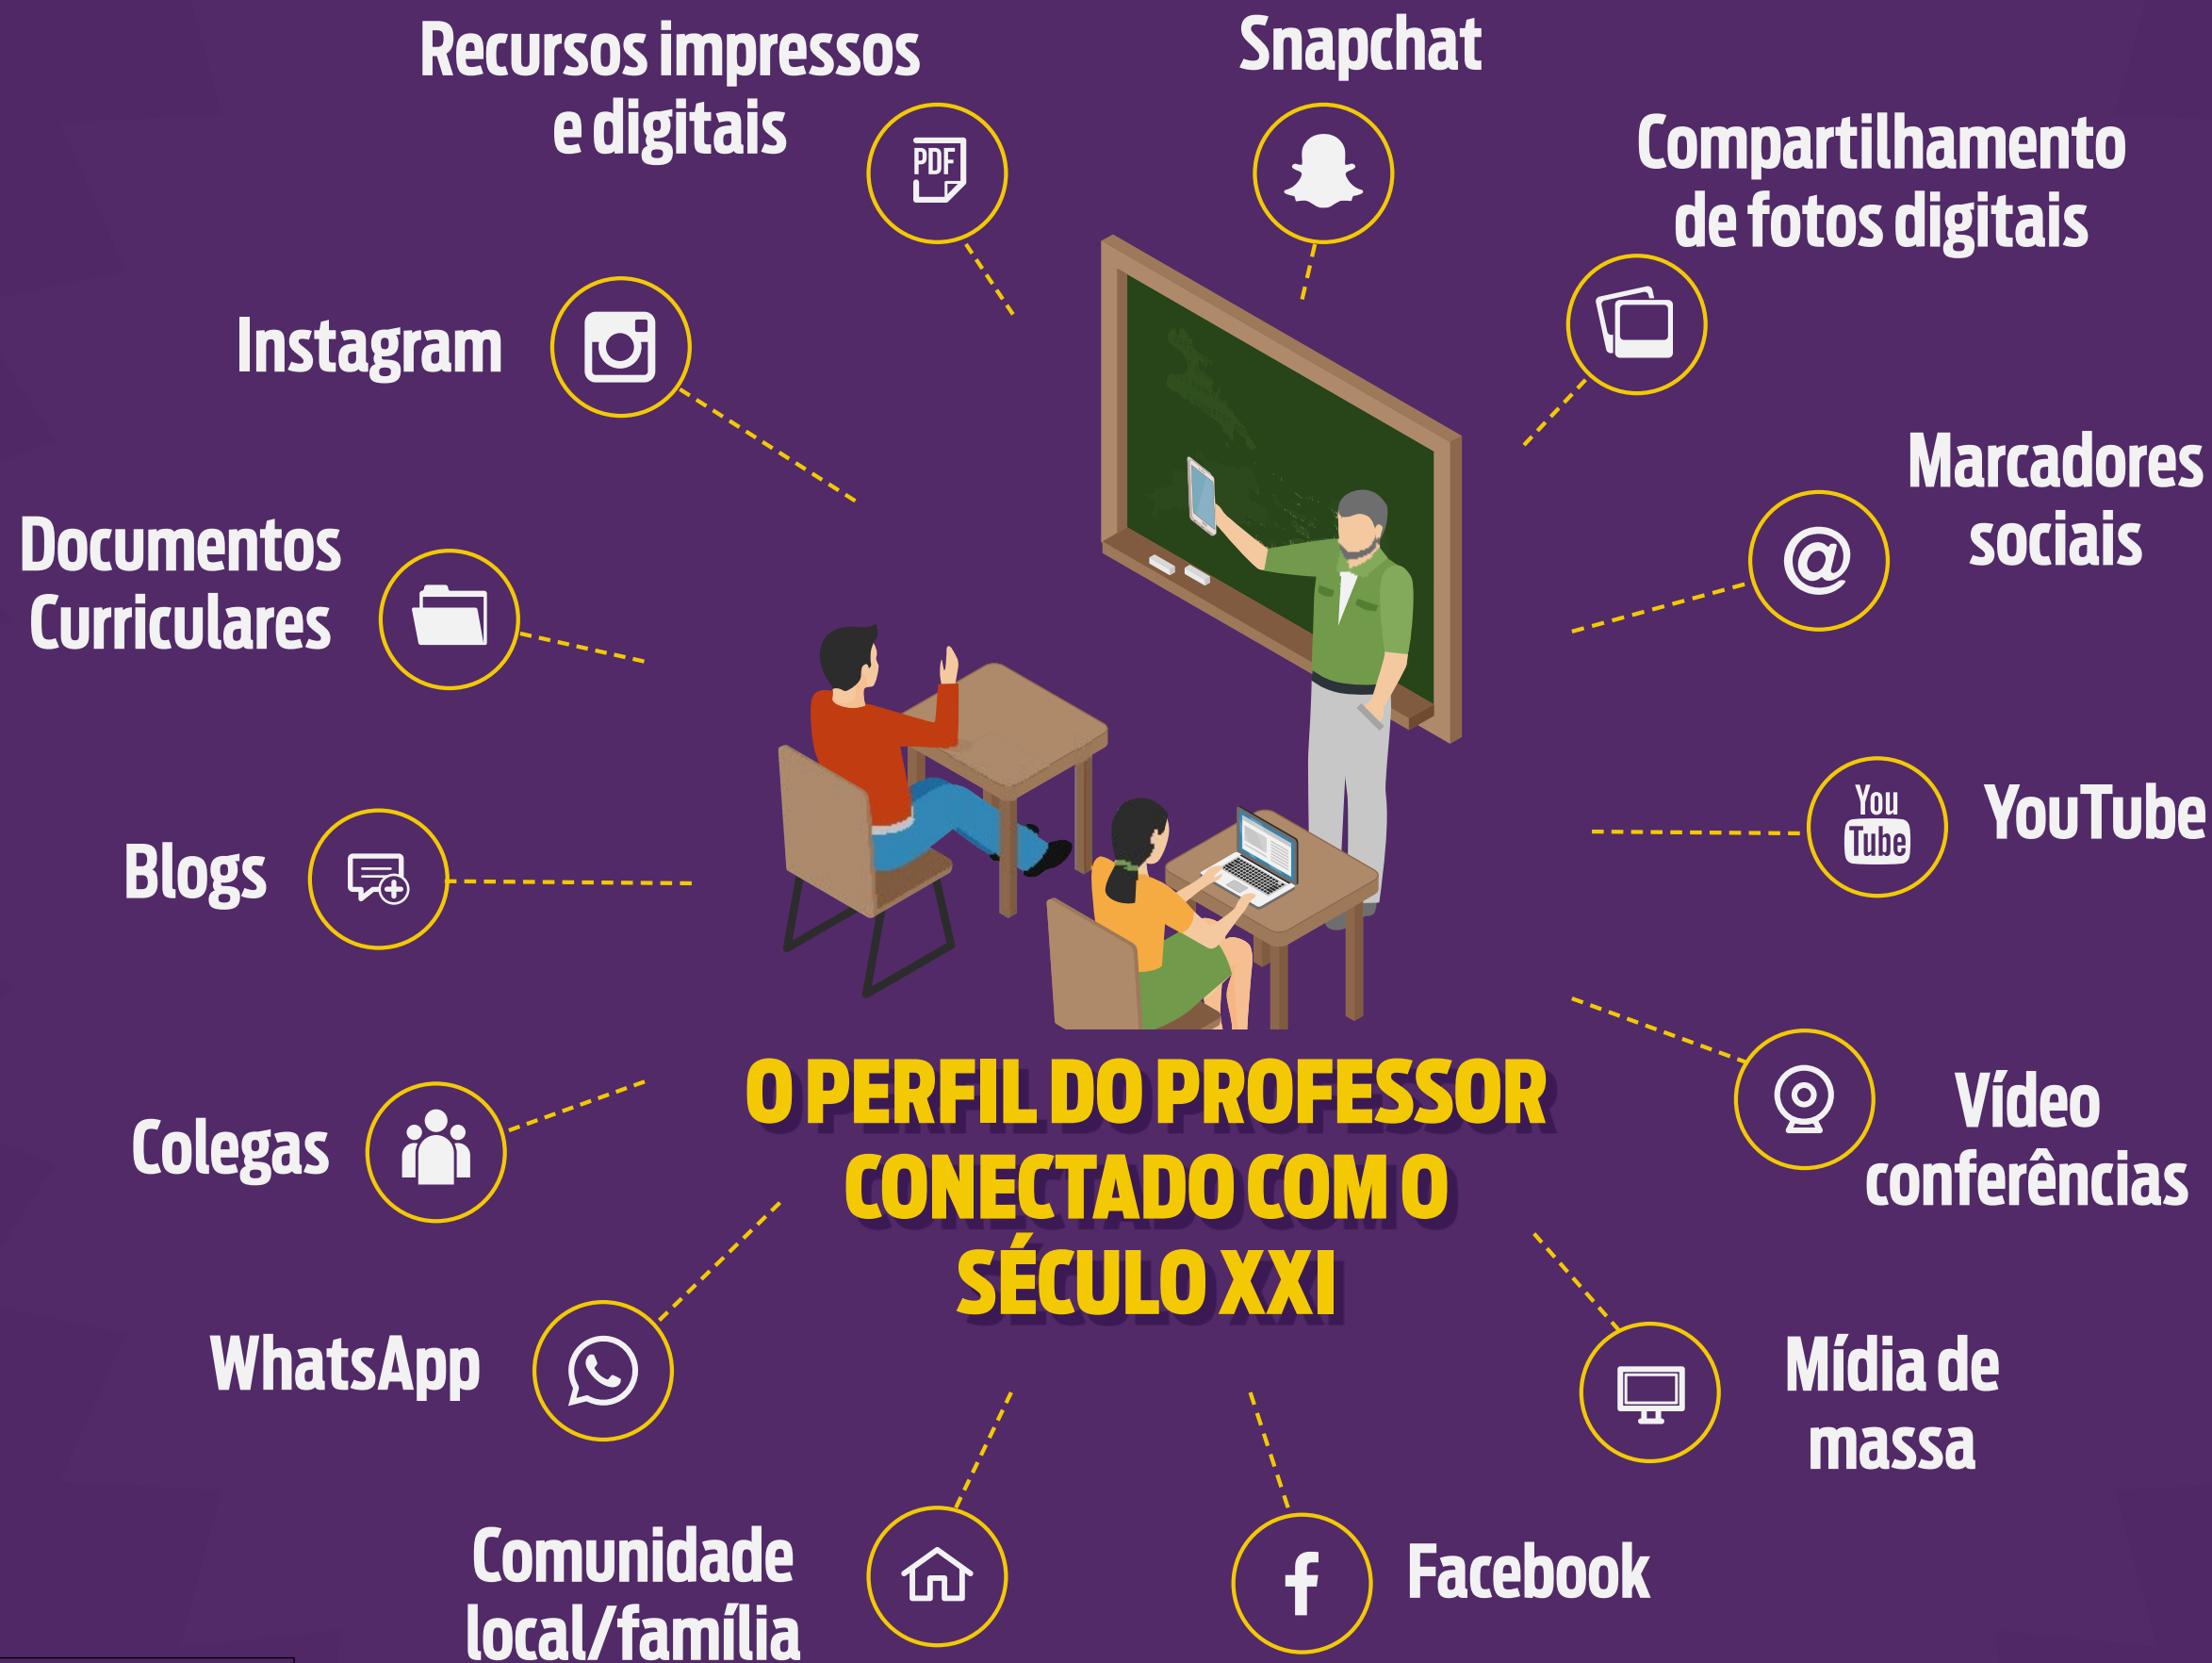 Recursos impressos
e digitais
PDF
Snapchat
Compartilhamento
de fotos digitais
Instagram
Marcadores
sociais
@
Documentos
Curriculares
YouTube
You
Tube
Blogs
Vídeo
conferências
Colegas
O PERFIL DO PROFESSOR
CONECTADO COM O
SÉCULO XXI
WhatsApp
Mídia de
massa
Comunidade
local/família
f
Facebook